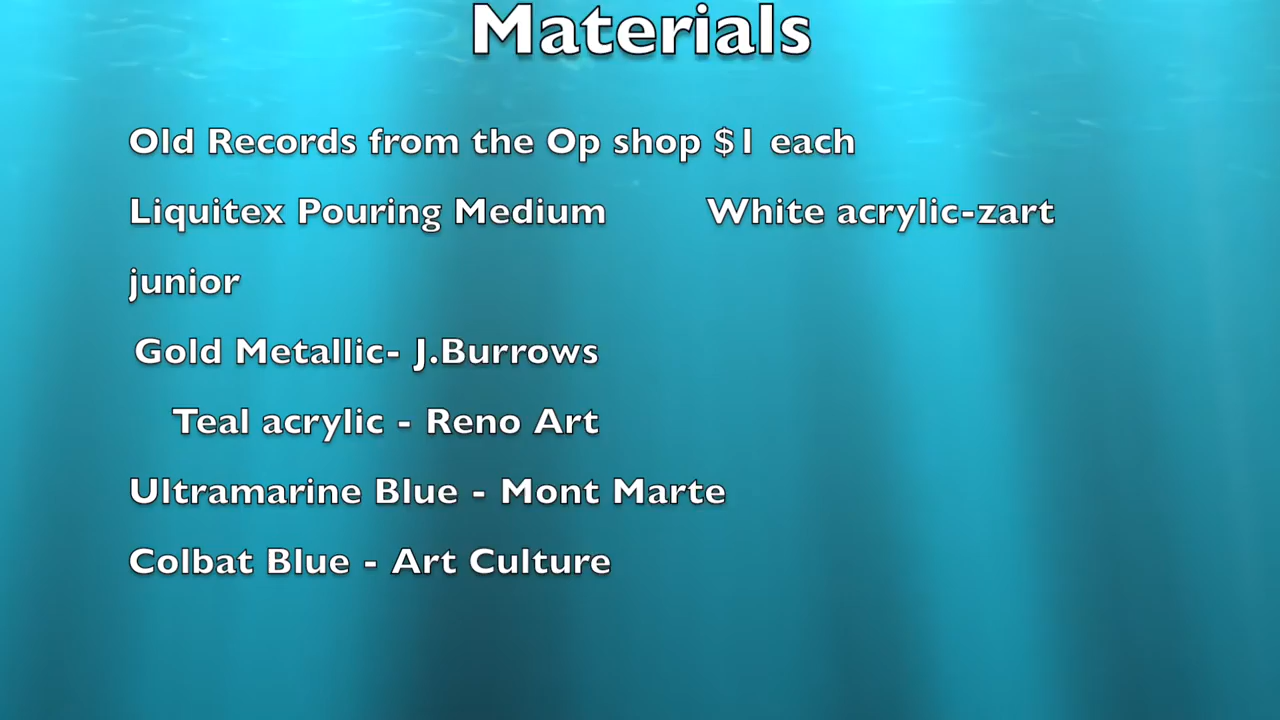 Materials
Old Records from the Op shop $1 each
Liquitex Pouring Medium White acrylic-zart
junior
Gold Metallic- J.Burrows
Teal acrylic - Reno Art
Ultramarine Blue - Mont Marte
Colbat Blue - Art Culture